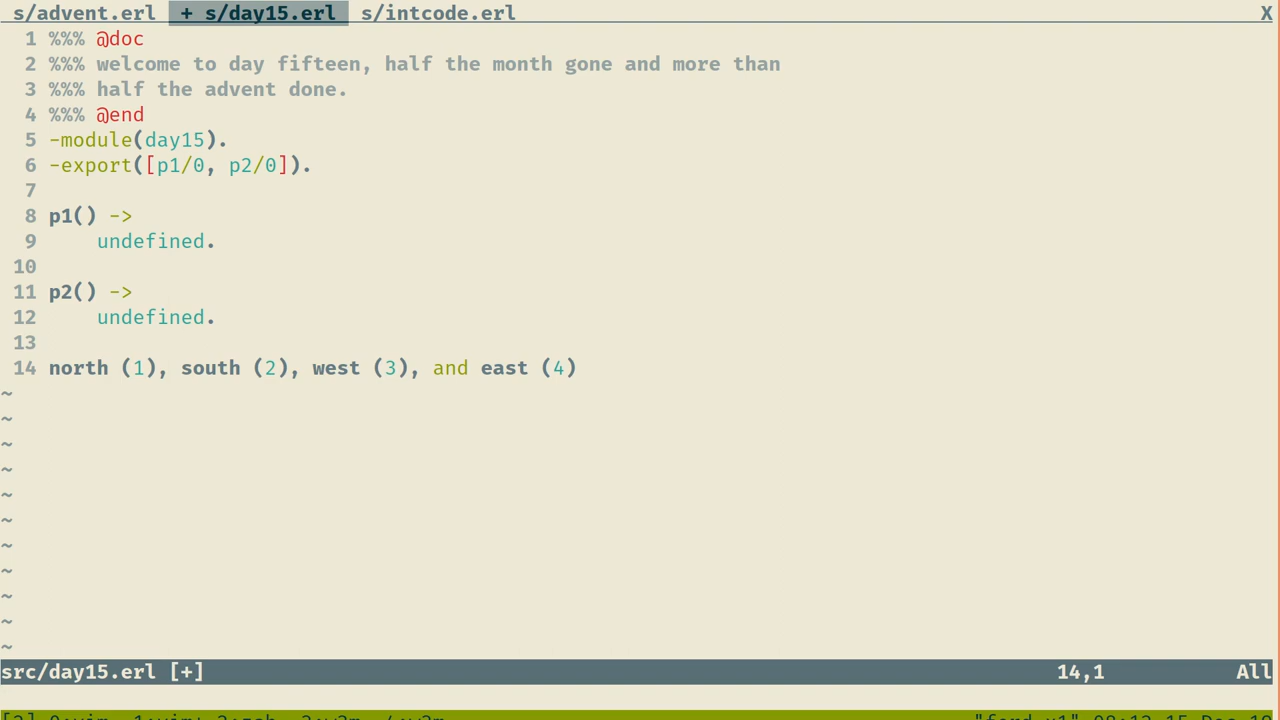 s/advent.erl + s/day15.erl s/intcode.erl X
1 %%% @doc
2 %%% welcome to day fifteen, half the month gone and more than
3 %%% half the advent done.
4 %%% @end
5 -module(day15).
6 -export([p1/0, p2/0]).
7
8 p1() ->
9 undefined.
10
11 p2() ->
12 undefined.
13
14 north (1), south (2), west (3), and east (4)
~
~
~
~
~
~
~
~
~
~
~
src/day15.erl [+] 14,1 All